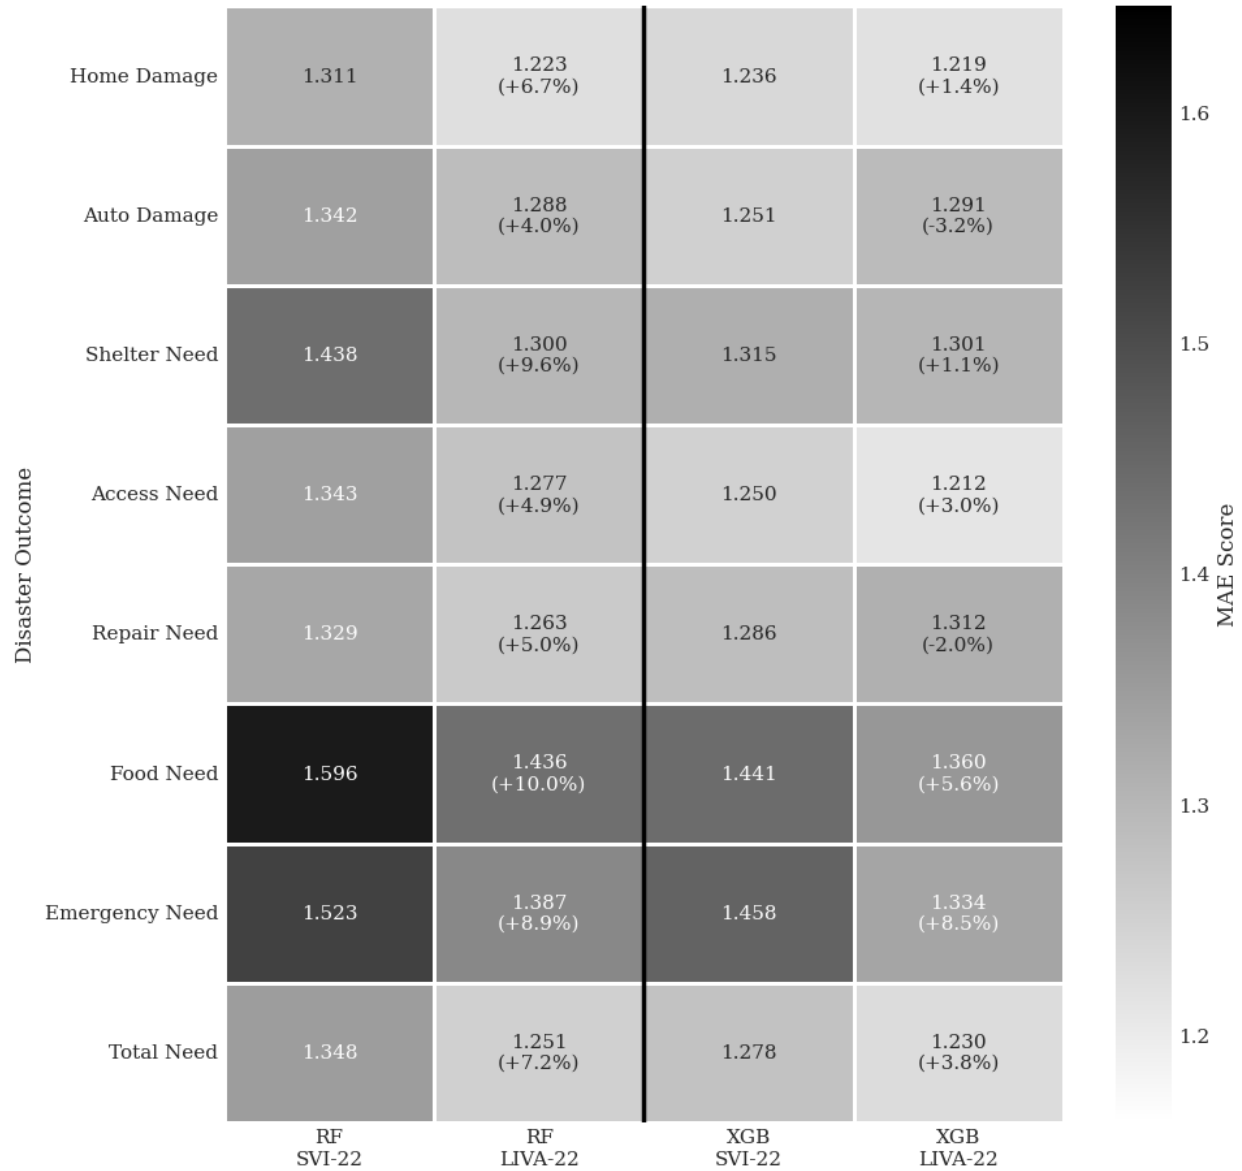 Disaster Outcome
Home Damage
1.311
1.223
(+6.7%)
1.236
1.219
(+1.4%)
Auto Damage
1.342
1.288
(+4.0%)
1.251
1.291
(-3.2%)
Shelter Need
1.438
1.300
(+9.6%)
1.315
1.301
(+1.1%)
Access Need
1.343
1.277
(+4.9%)
1.250
1.212
(+3.0%)
Repair Need
1.329
1.263
(+5.0%)
1.286
1.312
(-2.0%)
Food Need
1.596
1.436
(+10.0%)
1.441
1.360
(+5.6%)
Emergency Need
1.523
1.387
(+8.9%)
1.458
1.334
(+8.5%)
Total Need
1.348
1.251
(+7.2%)
1.278
1.230
(+3.8%)
RF
SVI-22
RF
LIVA-22
XGB
SVI-22
XGB
LIVA-22
1.6
1.5
1.4
1.3
1.2
MAE Score